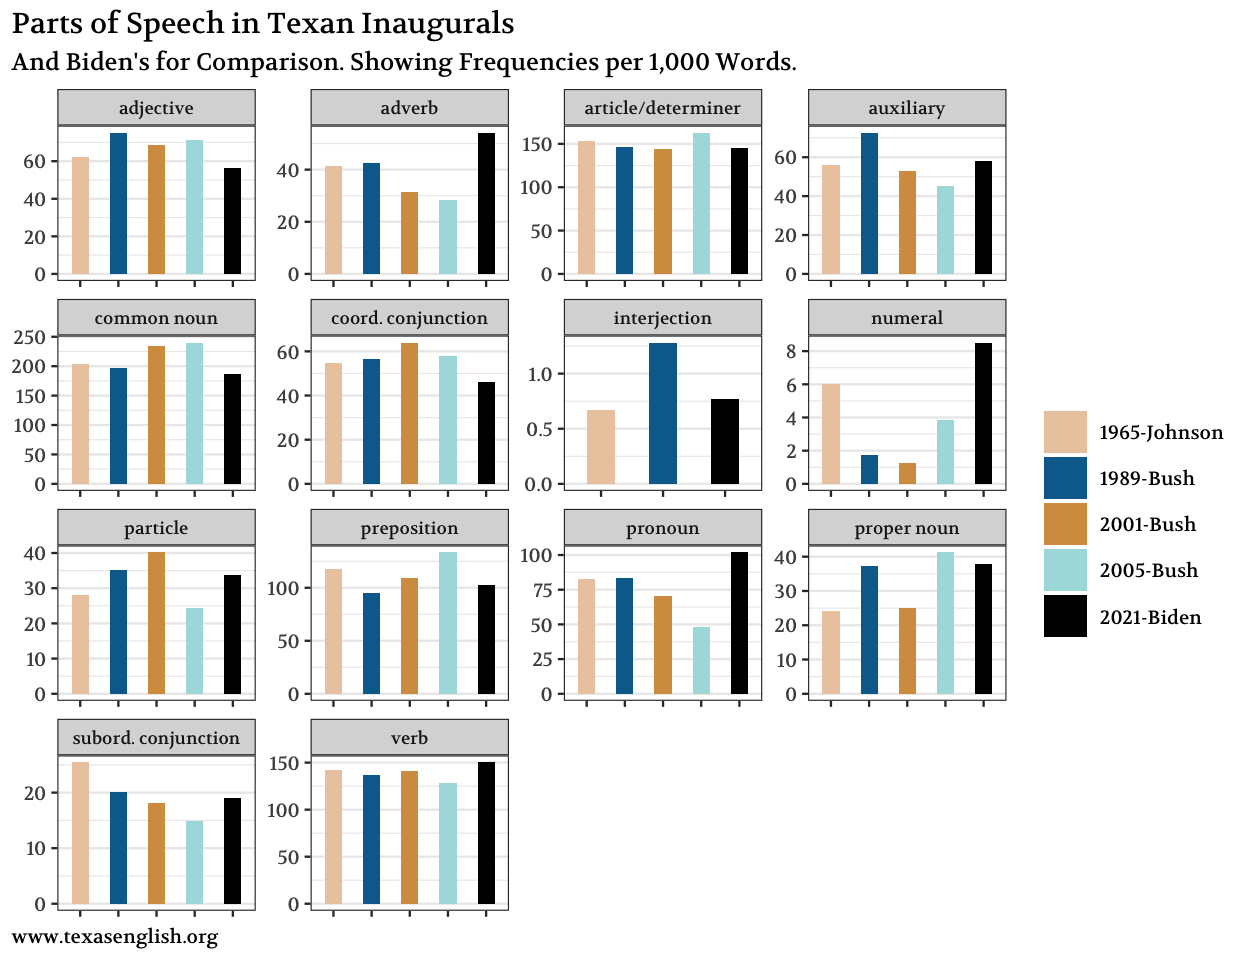 Parts of Speech in Texan Inaugurals
And Biden's for Comparison. Showing Frequencies per 1,000 Words.
adjective
60
40
20
0
adverb
40
20
0
article/determiner
150
100
50
0
auxiliary
60
40
20
0
common noun
250
200
150
100
50
0
coord. conjunction
60
40
20
0
interjection
1.0
0.5
0.0
numeral
8
6
4
2
0
particle
40
30
20
10
0
preposition
100
50
0
pronoun
100
75
50
25
0
proper noun
40
30
20
10
0
subord. conjunction
20
10
0
verb
150
100
50
0
1965-Johnson
1989-Bush
2001-Bush
2005-Bush
2021-Biden
www.texasenglish.org